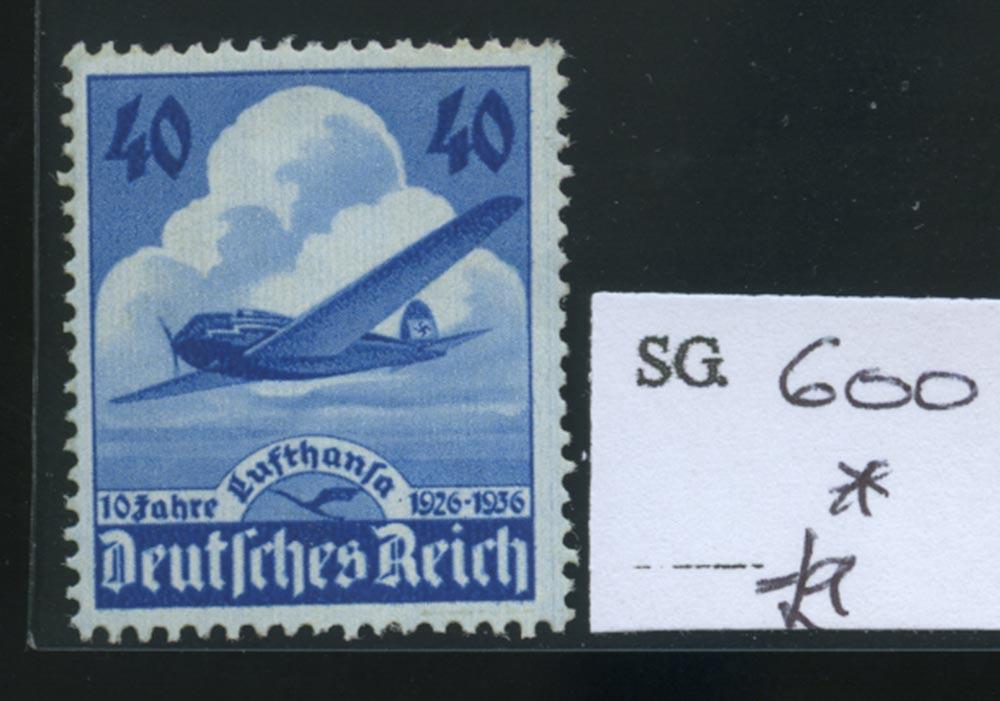 40 40
Lufthansa
10 Jahre 1926-1936
Deutsches Reich
SG. 600
*